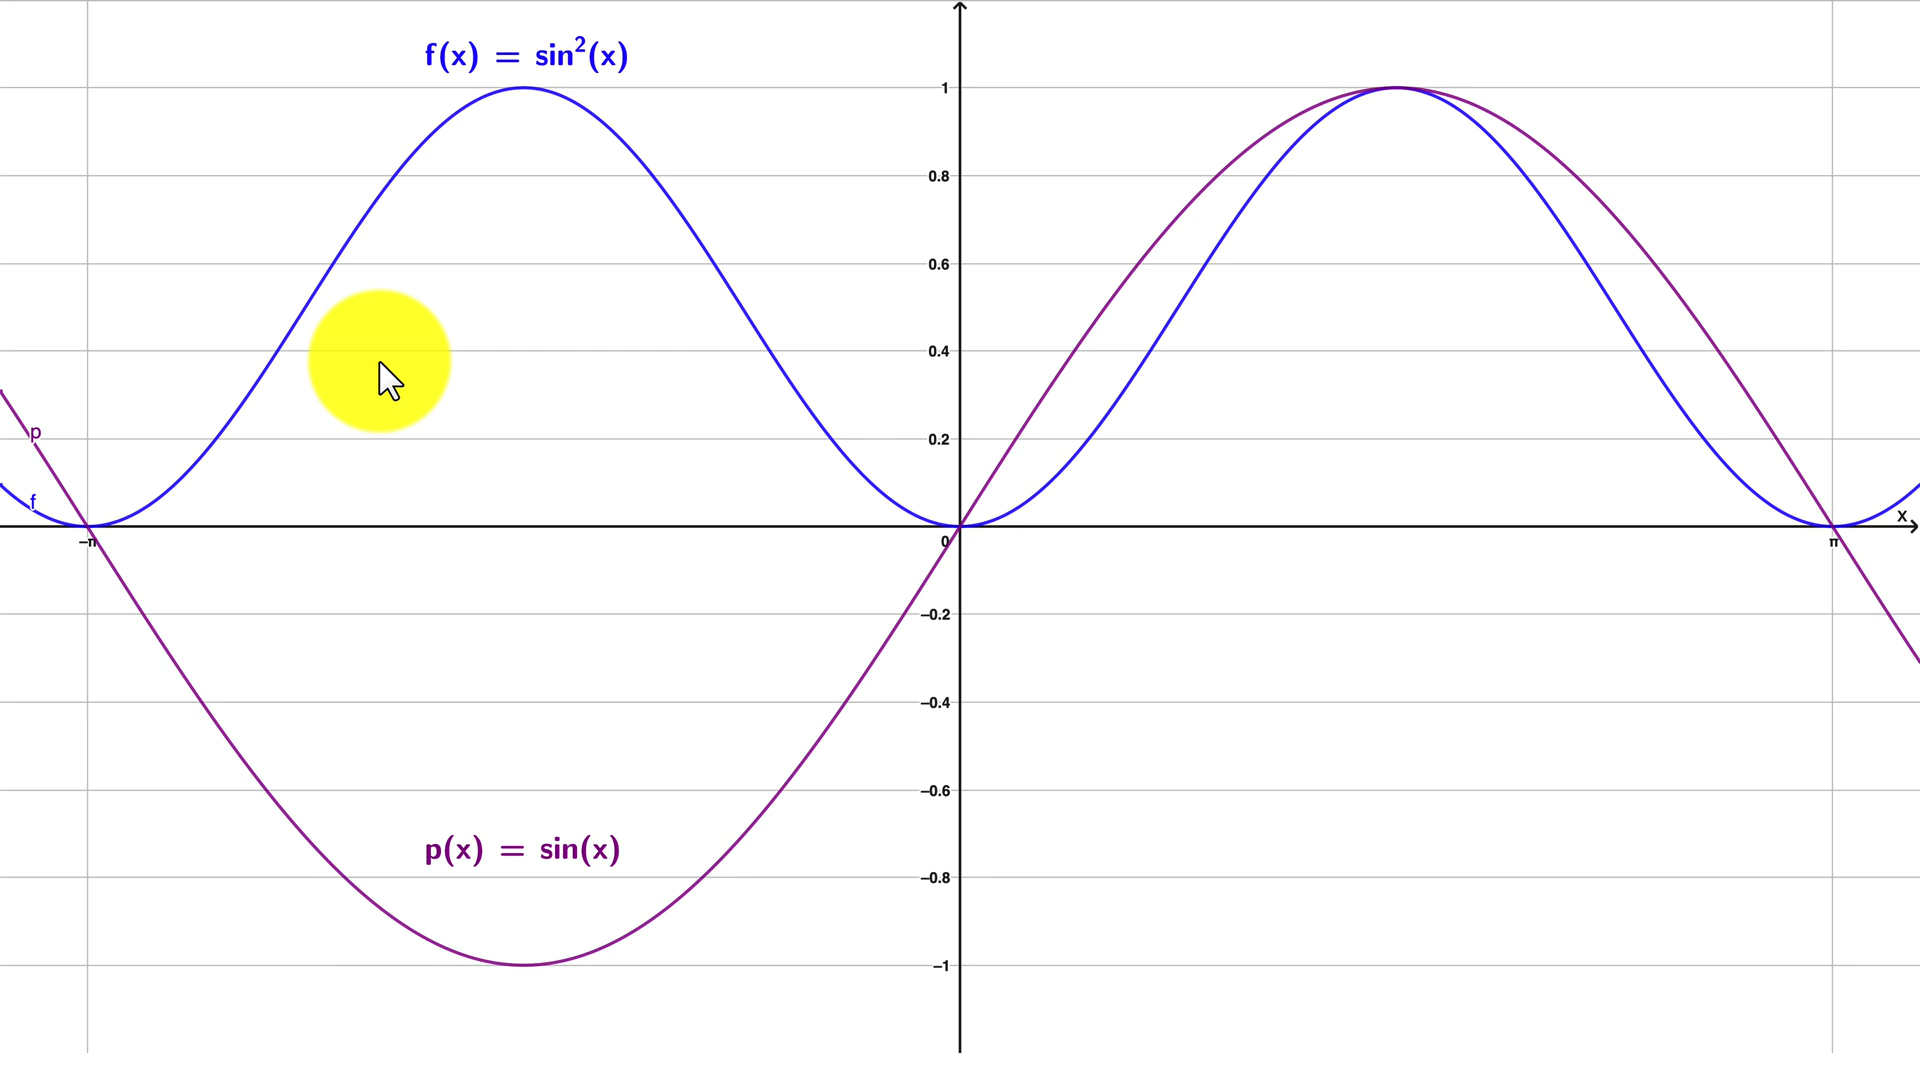 f(x) = sin²(x)
1
0.8
0.6
0.4
p
0.2
f
x
−π
0
π
−0.2
−0.4
−0.6
p(x) = sin(x)
−0.8
−1